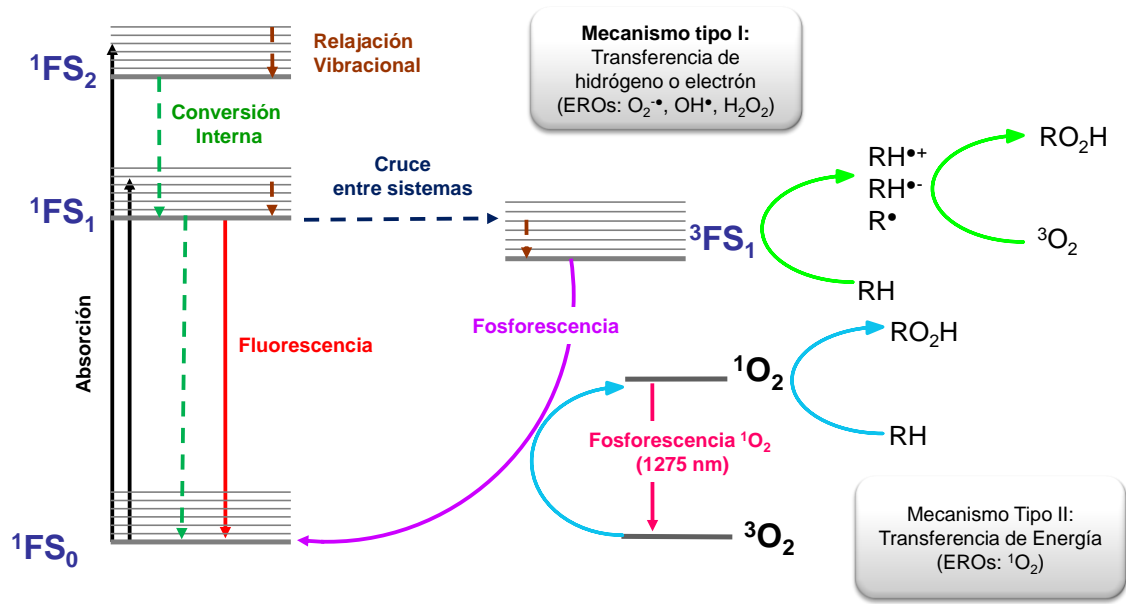 ¹FS₂
Relajación
Vibracional
Conversión
Interna
¹FS₁
Cruce
entre sistemas
³FS₁
Mecanismo tipo I:
Transferencia de
hidrógeno o electrón
(EROs: O₂⁻•, OH•, H₂O₂)
RH•⁺
RH•⁻
R•
RO₂H
³O₂
RH
Absorción
Fluorescencia
Fosforescencia
¹O₂
RO₂H
RH
Fosforescencia ¹O₂
(1275 nm)
³O₂
¹FS₀
Mecanismo Tipo II:
Transferencia de Energía
(EROs: ¹O₂)